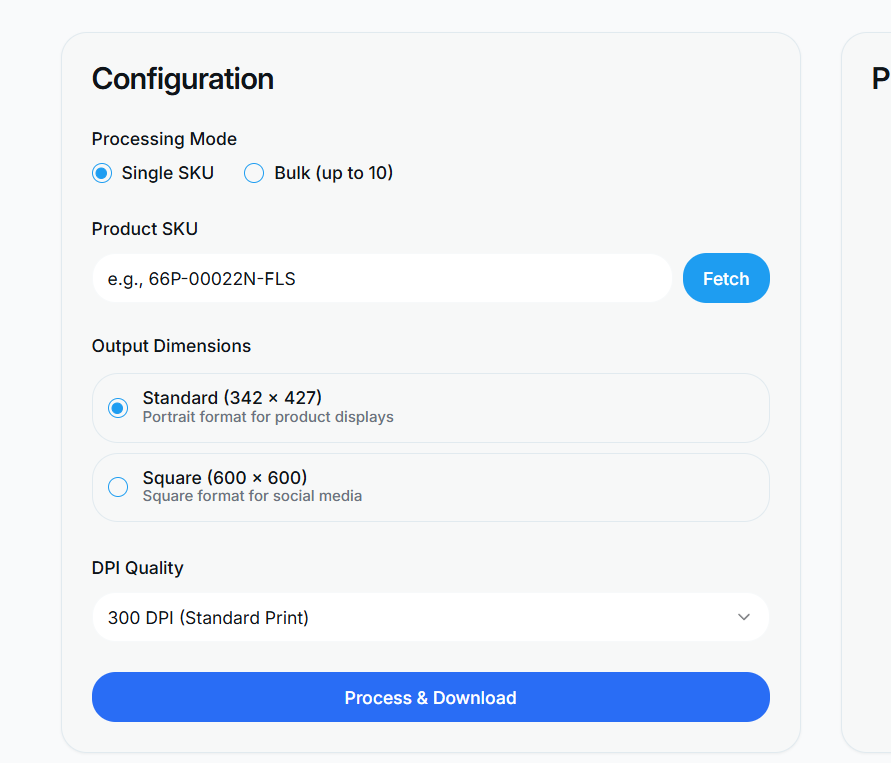 Configuration
Processing Mode
Single SKU
Bulk (up to 10)
Product SKU
e.g., 66P-00022N-FLS
Fetch
Output Dimensions
Standard (342 × 427)
Portrait format for product displays
Square (600 × 600)
Square format for social media
DPI Quality
300 DPI (Standard Print)
Process & Download
P